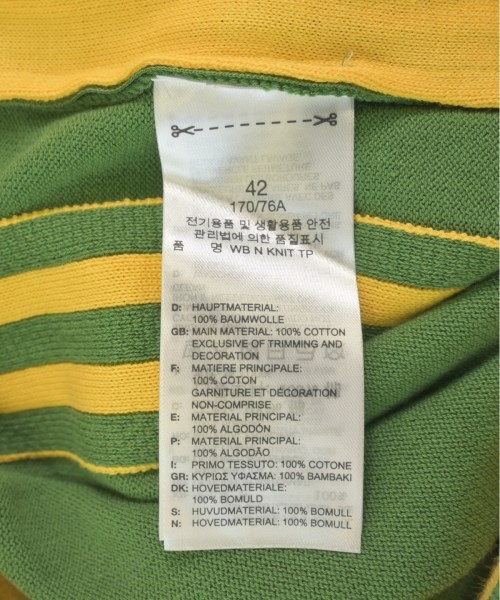 42
170/76A
전기용품 및 생활용품 안전
관리법에 의한 품질표시
품 명 WB N KNIT TP
D: HAUPTMATERIAL:
100% BAUMWOLLE
GB: MAIN MATERIAL: 100% COTTON
EXCLUSIVE OF TRIMMING AND
DECORATION
F: MATIERE PRINCIPALE:
100% COTON
GARNITURE ET DÉCORATION
NON-COMPRISE
E: MATERIAL PRINCIPAL:
100% ALGODÓN
P: MATERIAL PRINCIPAL:
100% ALGODÃO
I: PRIMO TESSUTO: 100% COTONE
GR: ΚΥΡΙΩΣ ΥΦΑΣΜΑ: 100% ΒΑΜΒΑΚΙ
DK: HOVEDMATERIALE:
100% BOMULD
S: HUVUDMATERIAL: 100% BOMULL
N: HOVEDMATERIAL: 100% BOMULL